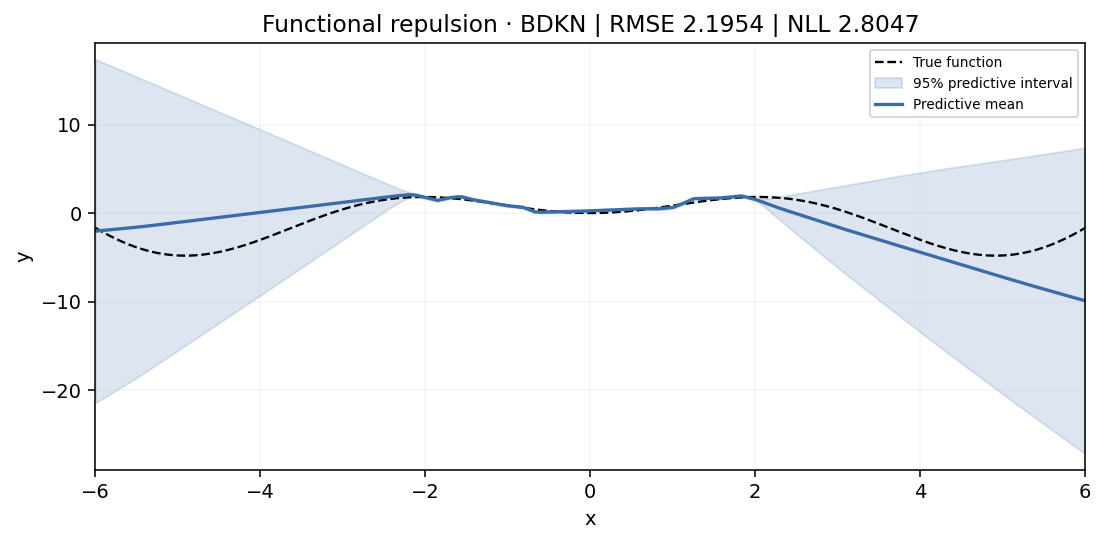 Functional repulsion · BDKN | RMSE 2.1954 | NLL 2.8047
True function
95% predictive interval
Predictive mean
10
0
−10
−20
y
−6
−4
−2
0
2
4
6
x